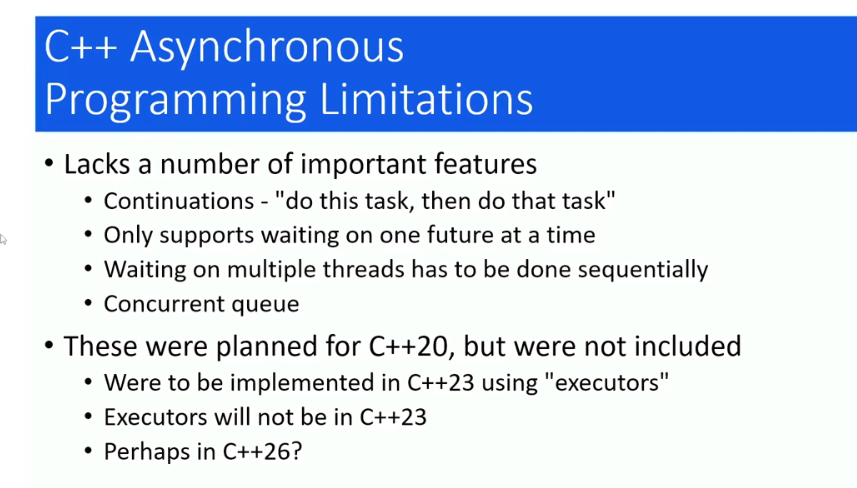 C++ Asynchronous
Programming Limitations
• Lacks a number of important features
• Continuations - "do this task, then do that task"
• Only supports waiting on one future at a time
• Waiting on multiple threads has to be done sequentially
• Concurrent queue
• These were planned for C++20, but were not included
• Were to be implemented in C++23 using "executors"
• Executors will not be in C++23
• Perhaps in C++26?